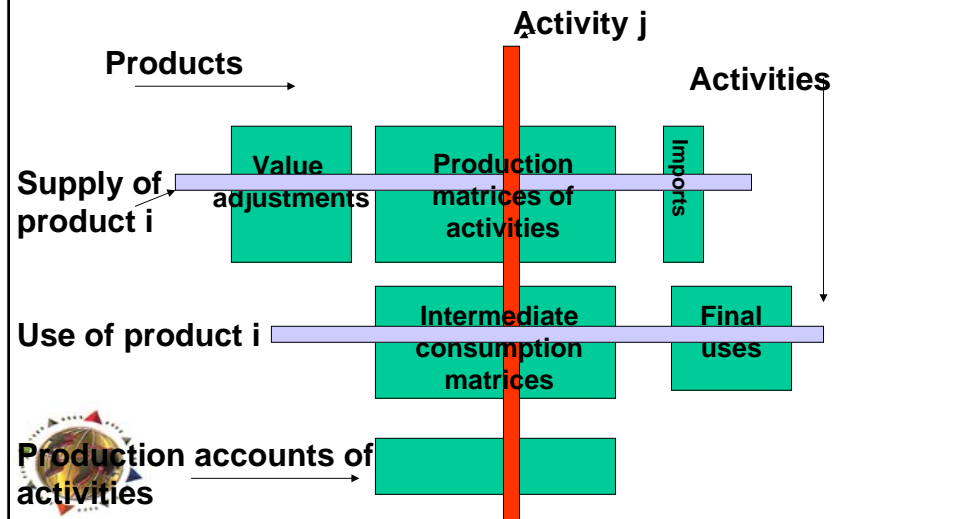 Activity j
Products
Activities
Value
adjustments
Production
matrices of
activities
Imports
Supply of
product i
Use of product i
Intermediate
consumption
matrices
Final
uses
Production accounts of
activities